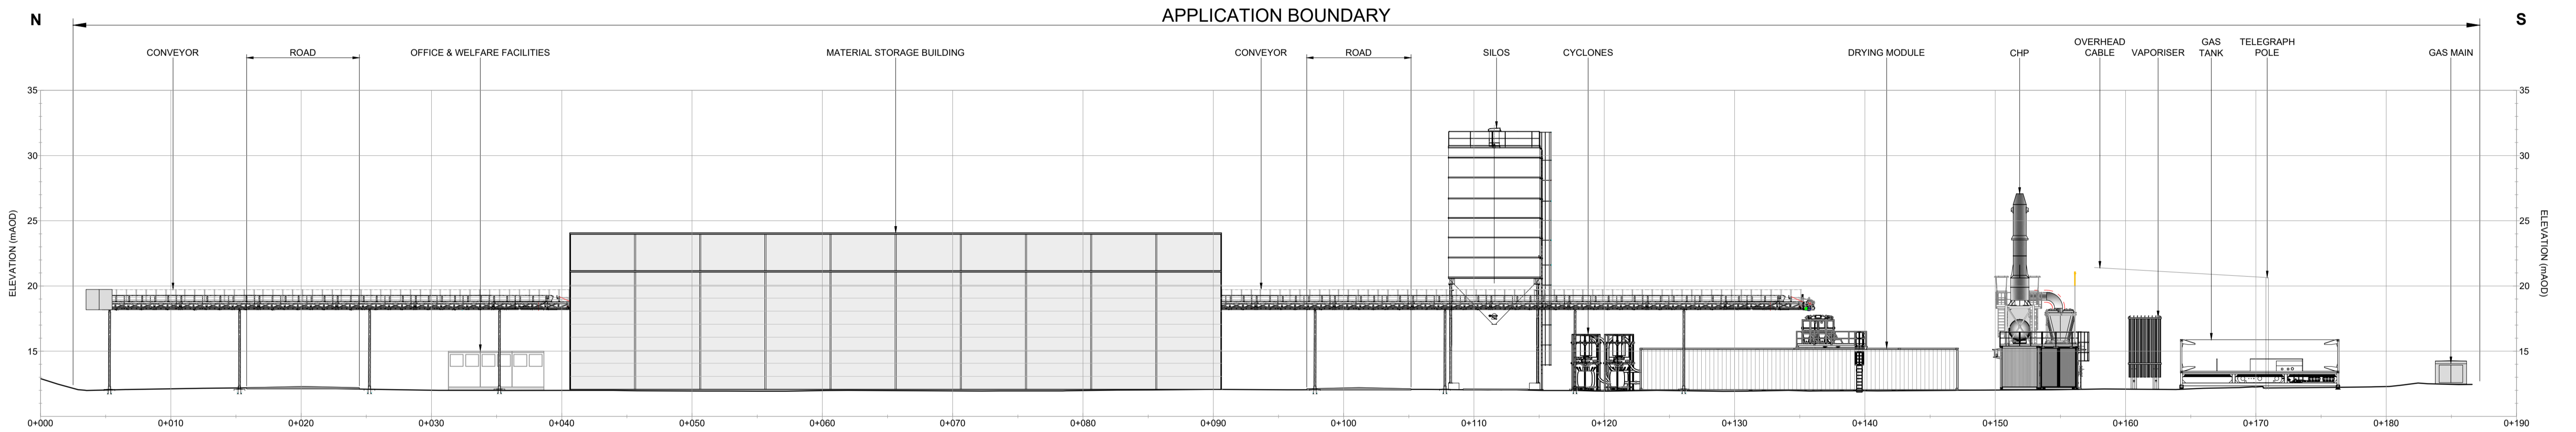 N
APPLICATION BOUNDARY
S
CONVEYOR
ROAD
OFFICE & WELFARE FACILITIES
MATERIAL STORAGE BUILDING
CONVEYOR
ROAD
SILOS
CYCLONES
DRYING MODULE
CHP
OVERHEAD
CABLE
VAPORISER
GAS
TANK
TELEGRAPH
POLE
GAS MAIN
ELEVATION (mAOD)
35
30
25
20
15
35
30
25
20
15
ELEVATION (mAOD)
0+000
0+010
0+020
0+030
0+040
0+050
0+060
0+070
0+080
0+090
0+100
0+110
0+120
0+130
0+140
0+150
0+160
0+170
0+180
0+190